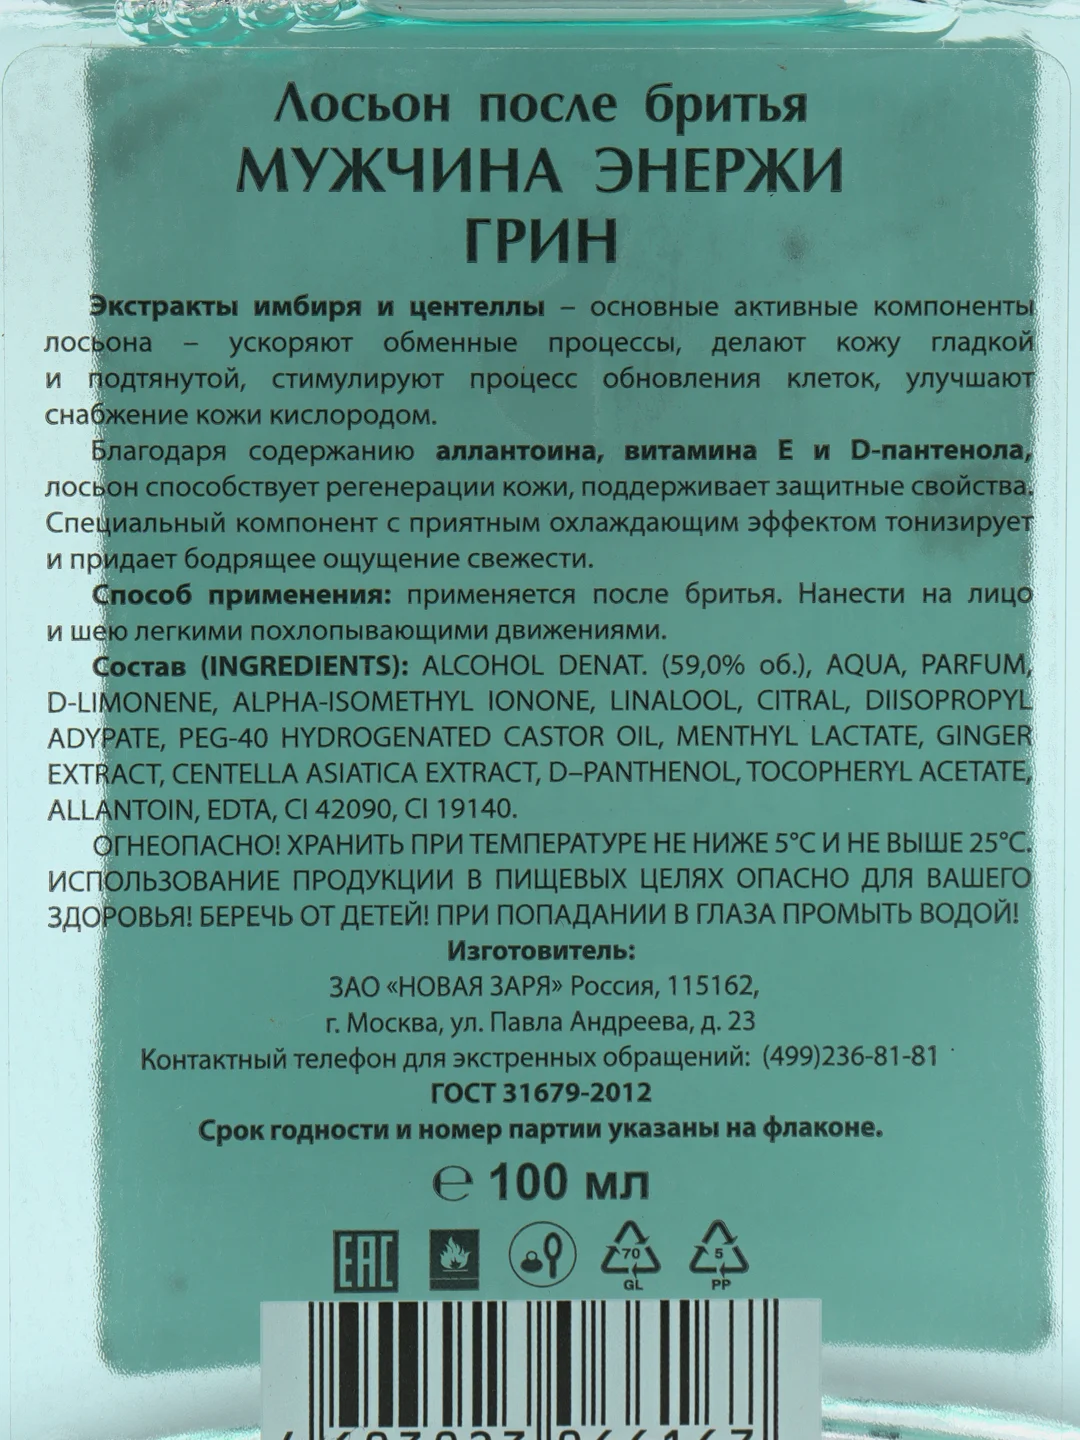 Лосьон после бритья
МУЖЧИНА ЭНЕРЖИ
ГРИН
Экстракты имбиря и центеллы – основные активные компоненты
лосьона – ускоряют обменные процессы, делают кожу гладкой
и подтянутой, стимулируют процесс обновления клеток, улучшают
снабжение кожи кислородом.
Благодаря содержанию аллантоина, витамина Е и D-пантенола,
лосьон способствует регенерации кожи, поддерживает защитные свойства.
Специальный компонент с приятным охлаждающим эффектом тонизирует
и придает бодрящее ощущение свежести.
Способ применения: применяется после бритья. Нанести на лицо
и шею легкими похлопывающими движениями.
Состав (INGREDIENTS): ALCOHOL DENAT. (59,0% об.), AQUA, PARFUM,
D-LIMONENE, ALPHA-ISOMETHYL IONONE, LINALOOL, CITRAL, DIISOPROPYL
ADYPATE, PEG-40 HYDROGENATED CASTOR OIL, MENTHYL LACTATE, GINGER
EXTRACT, CENTELLA ASIATICA EXTRACT, D–PANTHENOL, TOCOPHERYL ACETATE,
ALLANTOIN, EDTA, CI 42090, CI 19140.
ОГНЕОПАСНО! ХРАНИТЬ ПРИ ТЕМПЕРАТУРЕ НЕ НИЖЕ 5°С И НЕ ВЫШЕ 25°С.
ИСПОЛЬЗОВАНИЕ ПРОДУКЦИИ В ПИЩЕВЫХ ЦЕЛЯХ ОПАСНО ДЛЯ ВАШЕГО
ЗДОРОВЬЯ! БЕРЕЧЬ ОТ ДЕТЕЙ! ПРИ ПОПАДАНИИ В ГЛАЗА ПРОМЫТЬ ВОДОЙ!
Изготовитель:
ЗАО «НОВАЯ ЗАРЯ» Россия, 115162,
г. Москва, ул. Павла Андреева, д. 23
Контактный телефон для экстренных обращений: (499)236-81-81
ГОСТ 31679-2012
Срок годности и номер партии указаны на флаконе.
℮ 100 мл
EAC 70 5
GL PP